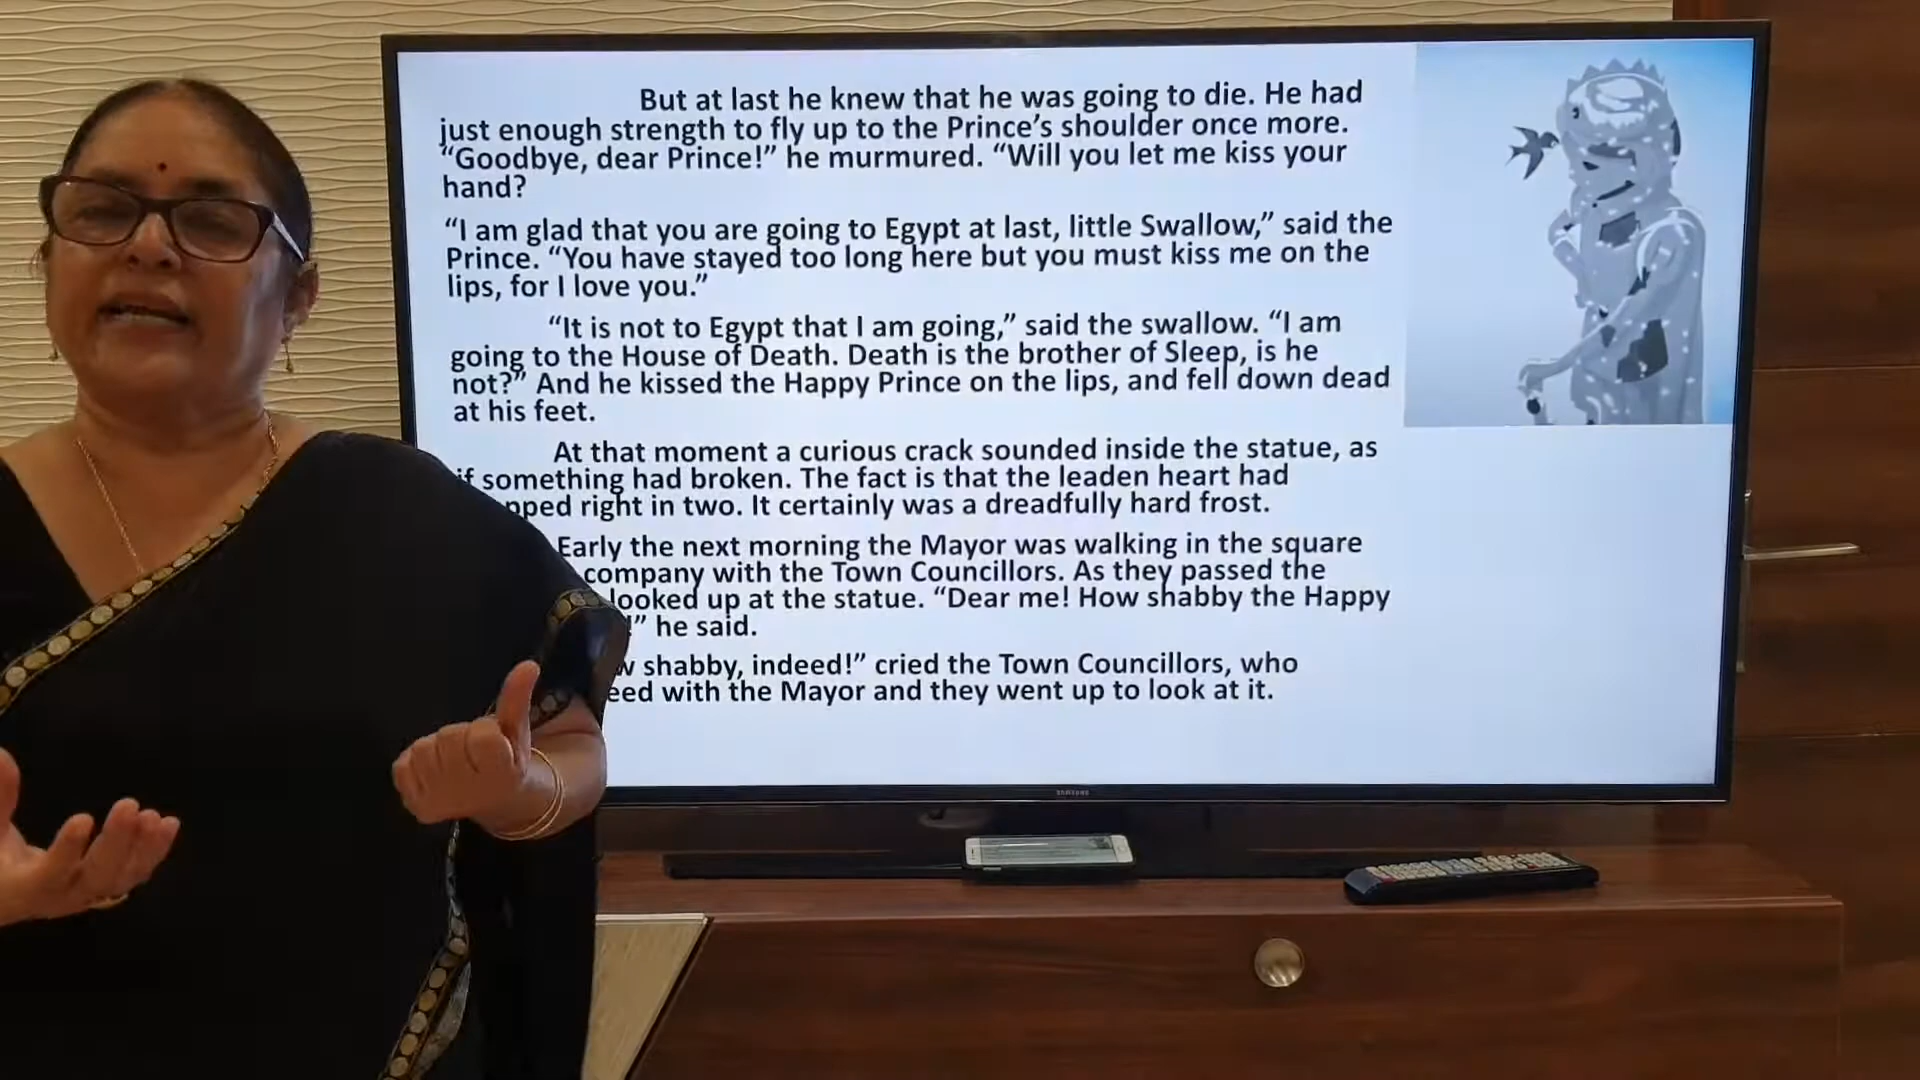 But at last he knew that he was going to die. He had
just enough strength to fly up to the Prince's shoulder once more.
“Goodbye, dear Prince!” he murmured. “Will you let me kiss your
hand?
“I am glad that you are going to Egypt at last, little Swallow,” said the
Prince. “You have stayed too long here but you must kiss me on the
lips, for I love you.”
“It is not to Egypt that I am going,” said the swallow. “I am
going to the House of Death. Death is the brother of Sleep, is he
not?” And he kissed the Happy Prince on the lips, and fell down dead
at his feet.
At that moment a curious crack sounded inside the statue, as
if something had broken. The fact is that the leaden heart had
right in two. It certainly was a dreadfully hard frost.
Early the next morning the Mayor was walking in the square
company with the Town Councillors. As they passed the
looked up at the statue. “Dear me! How shabby the Happy
!” he said.
shabby, indeed!” cried the Town Councillors, who
with the Mayor and they went up to look at it.
SAMSUNG